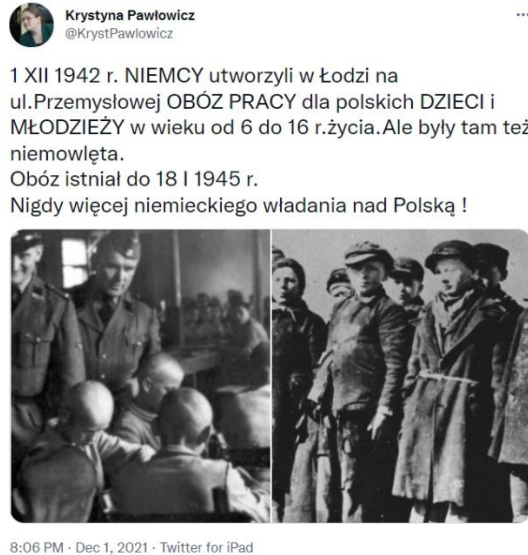 Krystyna Pawłowicz
@KrystPawlowicz
1 XII 1942 r. NIEMCY utworzyli w Łodzi na
ul.Przemysłowej OBÓZ PRACY dla polskich DZIECI i
MŁODZIEŻY w wieku od 6 do 16 r.życia.Ale były tam też
niemowlęta.
Obóz istniał do 18 I 1945 r.
Nigdy więcej niemieckiego władania nad Polską !
8:06 PM · Dec 1, 2021 · Twitter for iPad